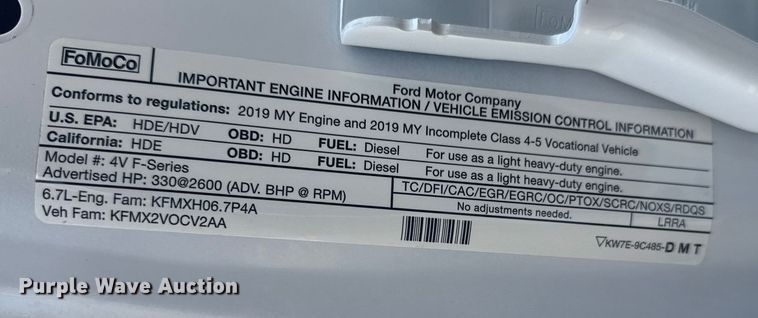 FoMoCo
Ford Motor Company
IMPORTANT ENGINE INFORMATION / VEHICLE EMISSION CONTROL INFORMATION
Conforms to regulations: 2019 MY Engine and 2019 MY Incomplete Class 4-5 Vocational Vehicle
U.S. EPA: HDE/HDV OBD: HD FUEL: Diesel For use as a light heavy-duty engine.
California: HDE OBD: HD FUEL: Diesel For use as a light heavy-duty engine.
Model #: 4V F-Series
Advertised HP: 330@2600 (ADV. BHP @ RPM) TC/DFI/CAC/EGR/EGRC/OC/PTOX/SCRC/NOXS/RDQS
6.7L-Eng. Fam: KFMXH06.7P4A No adjustments needed. LRRA
Veh Fam: KFMX2VOCV2AA ▽KW7E-9C485-DMT
Purple Wave Auction